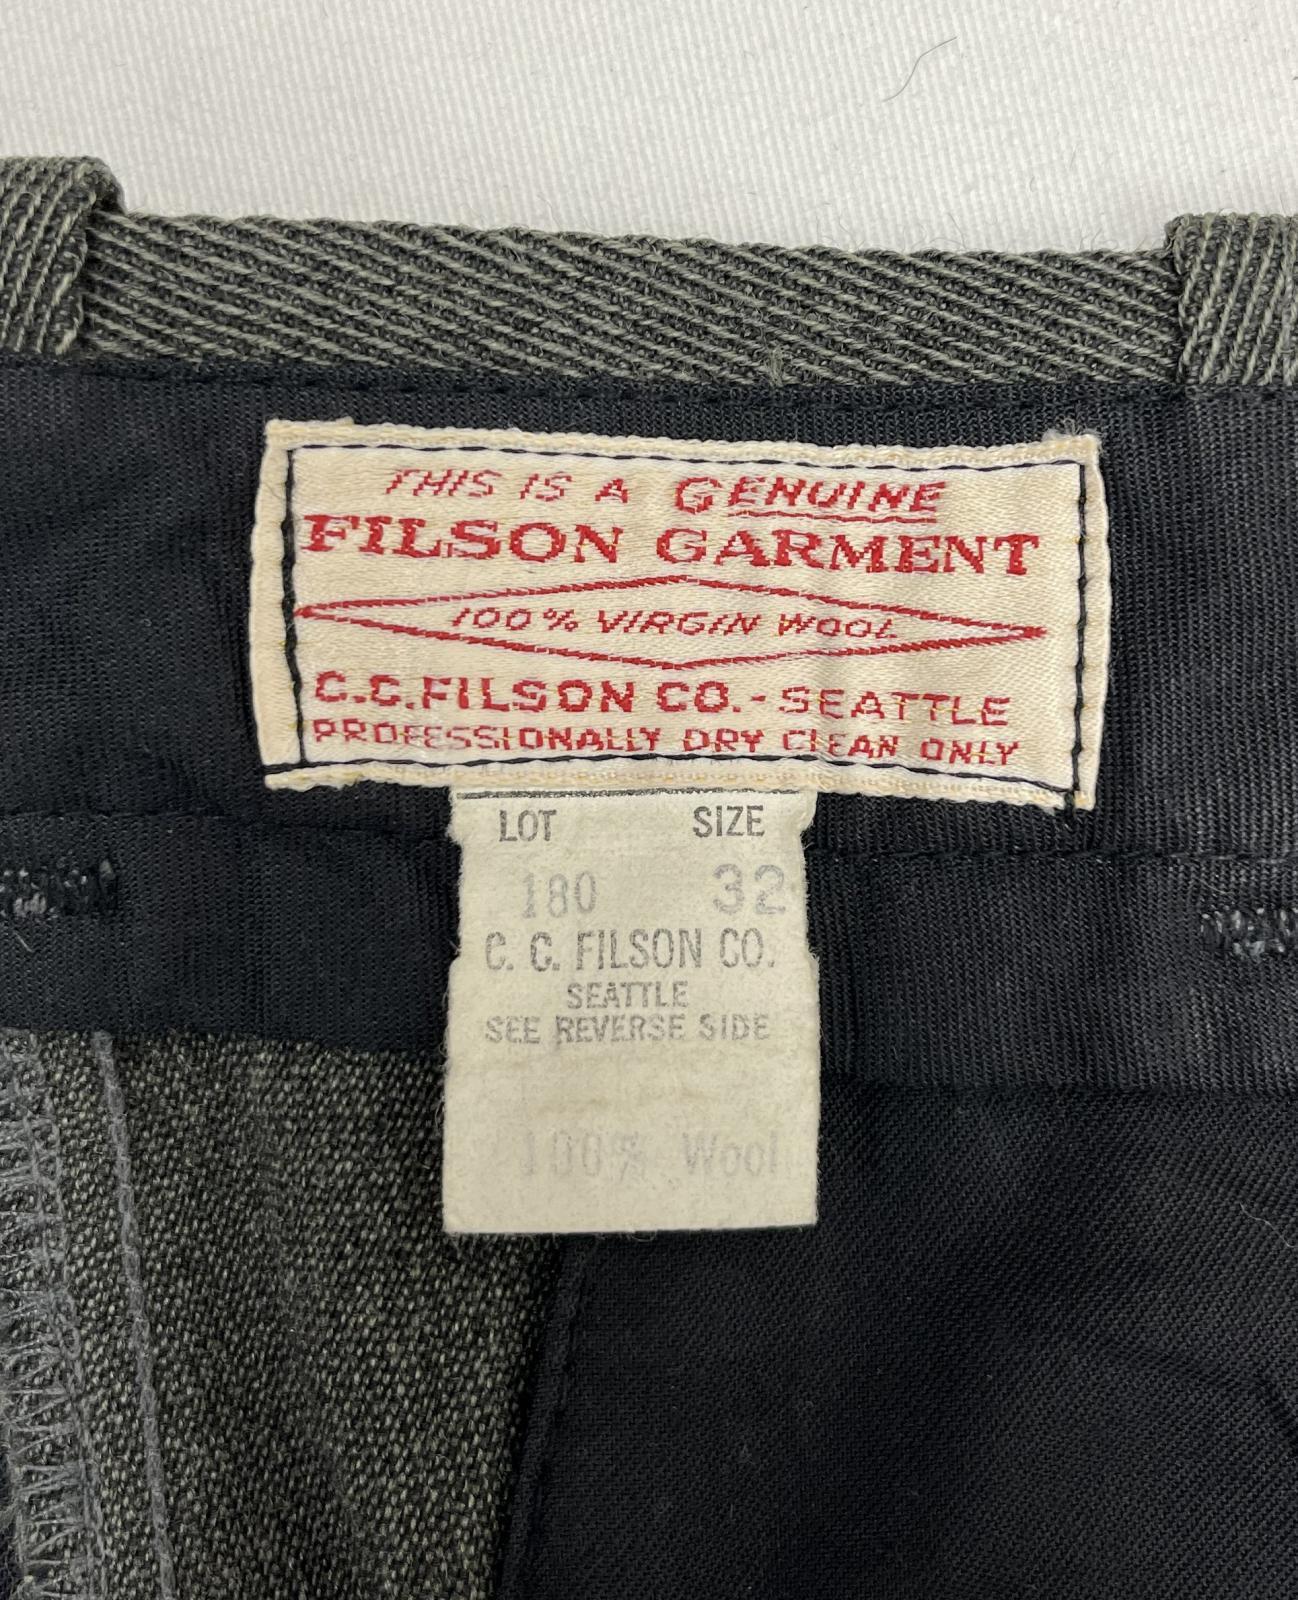 THIS IS A GENUINE
FILSON GARMENT
100% VIRGIN WOOL
C.C. FILSON CO. - SEATTLE
PROFESSIONALLY DRY CLEAN ONLY
LOT SIZE
180 32
C. C. FILSON CO.
SEATTLE
SEE REVERSE SIDE
100% Wool